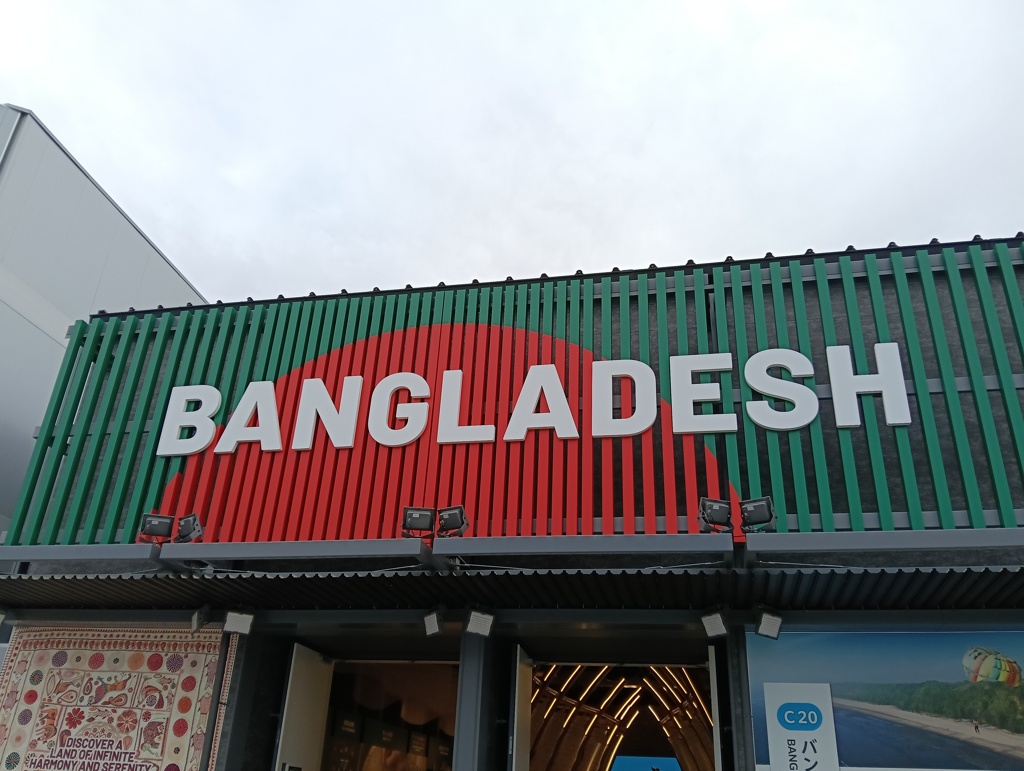 BANGLADESH
DISCOVER A
LAND OF INFINITE
HARMONY AND SERENITY
C20
バン
BANG